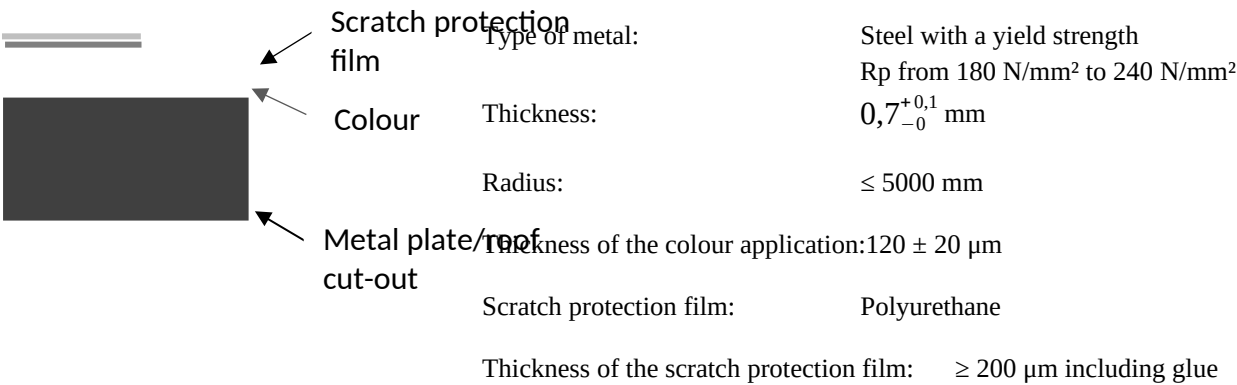 Scratch protection
film
Colour
Metal plate/roof
cut-out
Type of metal: Steel with a yield strength
Rp from 180 N/mm² to 240 N/mm²
Thickness: 0,7 +0,1 −0 mm
Radius: ≤ 5000 mm
Thickness of the colour application: 120 ± 20 μm
Scratch protection film: Polyurethane
Thickness of the scratch protection film: ≥ 200 μm including glue